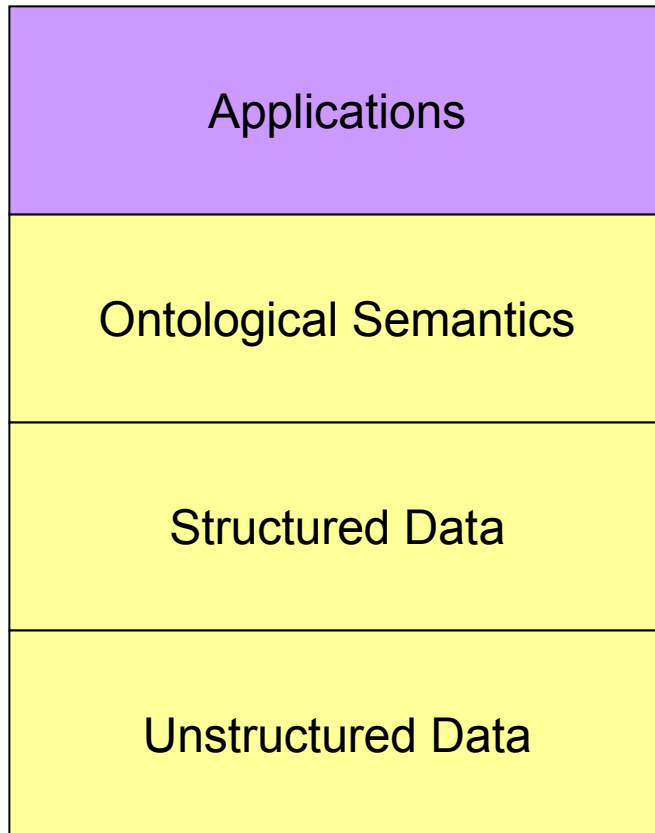 Applications
Ontological Semantics
Structured Data
Unstructured Data